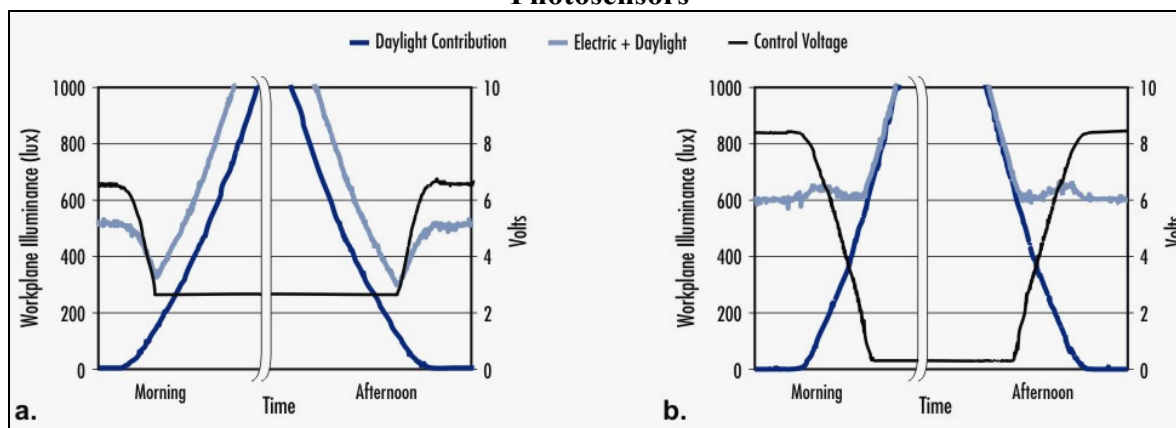 Photosensors
Daylight Contribution
Electric + Daylight
Control Voltage
1000
800
600
400
200
0
Workplane Illuminance (lux)
10
8
6
4
2
0
Volts
Morning
Time
Afternoon
a.
1000
800
600
400
200
0
Workplane Illuminance (lux)
10
8
6
4
2
0
Volts
Morning
Time
Afternoon
b.